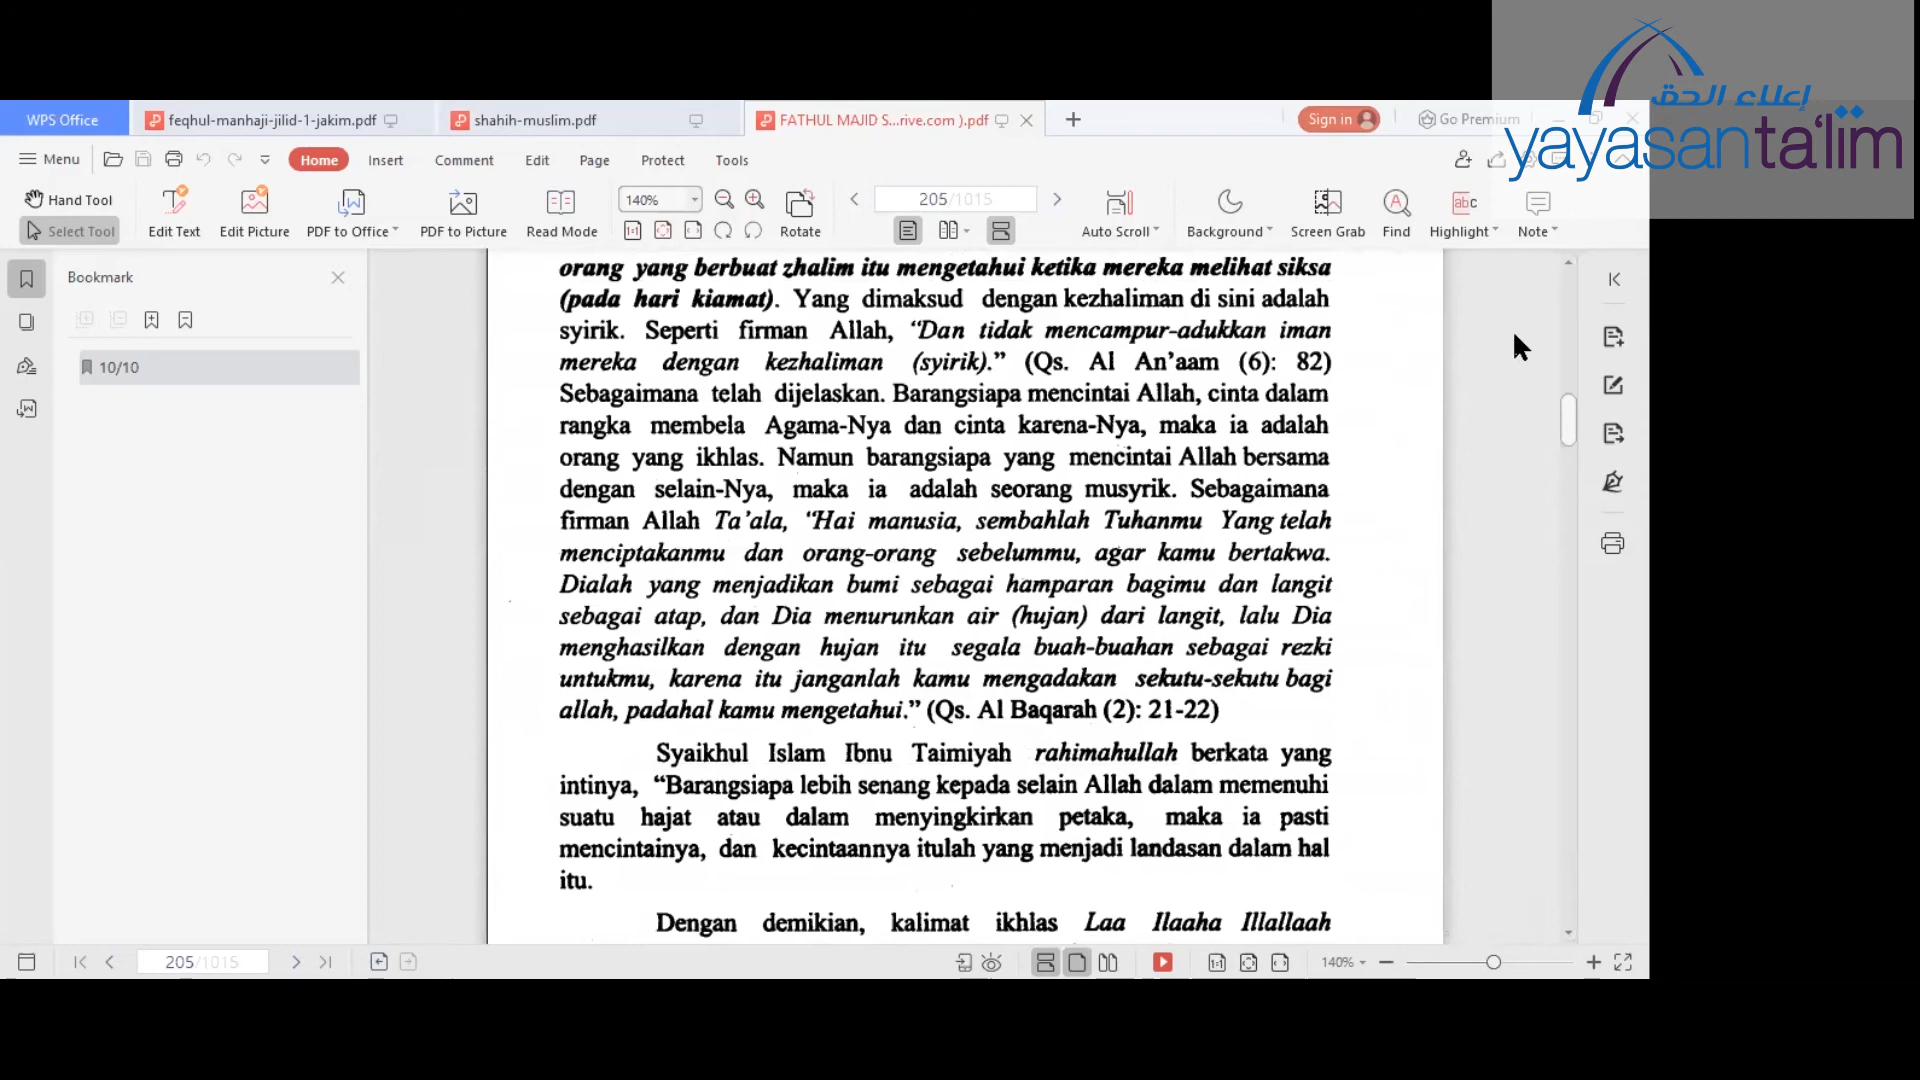 إعلاء الحق
yayasanta'lim
WPS Office
feqhul-manhaji-jilid-1-jakim.pdf
shahih-muslim.pdf
FATHUL MAJID S...rive.com ).pdf
Sign in
Go Premium
Menu
Home
Insert
Comment
Edit
Page
Protect
Tools
Hand Tool
Select Tool
Edit Text
Edit Picture
PDF to Office
PDF to Picture
Read Mode
140%
Rotate
205/1015
Auto Scroll
Background
Screen Grab
Find
Highlight
Note
Bookmark
10/10
orang yang berbuat zhalim itu mengetahui ketika mereka melihat siksa
(pada hari kiamat). Yang dimaksud dengan kezhaliman di sini adalah
syirik. Seperti firman Allah, “Dan tidak mencampur-adukkan iman
mereka dengan kezhaliman (syirik).” (Qs. Al An’aam (6): 82)
Sebagaimana telah dijelaskan. Barangsiapa mencintai Allah, cinta dalam
rangka membela Agama-Nya dan cinta karena-Nya, maka ia adalah
orang yang ikhlas. Namun barangsiapa yang mencintai Allah bersama
dengan selain-Nya, maka ia adalah seorang musyrik. Sebagaimana
firman Allah Ta’ala, “Hai manusia, sembahlah Tuhanmu Yang telah
menciptakanmu dan orang-orang sebelummu, agar kamu bertakwa.
Dialah yang menjadikan bumi sebagai hamparan bagimu dan langit
sebagai atap, dan Dia menurunkan air (hujan) dari langit, lalu Dia
menghasilkan dengan hujan itu segala buah-buahan sebagai rezki
untukmu, karena itu janganlah kamu mengadakan sekutu-sekutu bagi
allah, padahal kamu mengetahui.” (Qs. Al Baqarah (2): 21-22)
Syaikhul Islam Ibnu Taimiyah rahimahullah berkata yang
intinya, “Barangsiapa lebih senang kepada selain Allah dalam memenuhi
suatu hajat atau dalam menyingkirkan petaka, maka ia pasti
mencintainya, dan kecintaannya itulah yang menjadi landasan dalam hal
itu.
Dengan demikian, kalimat ikhlas Laa Ilaaha Illallaah
205/1015
140%